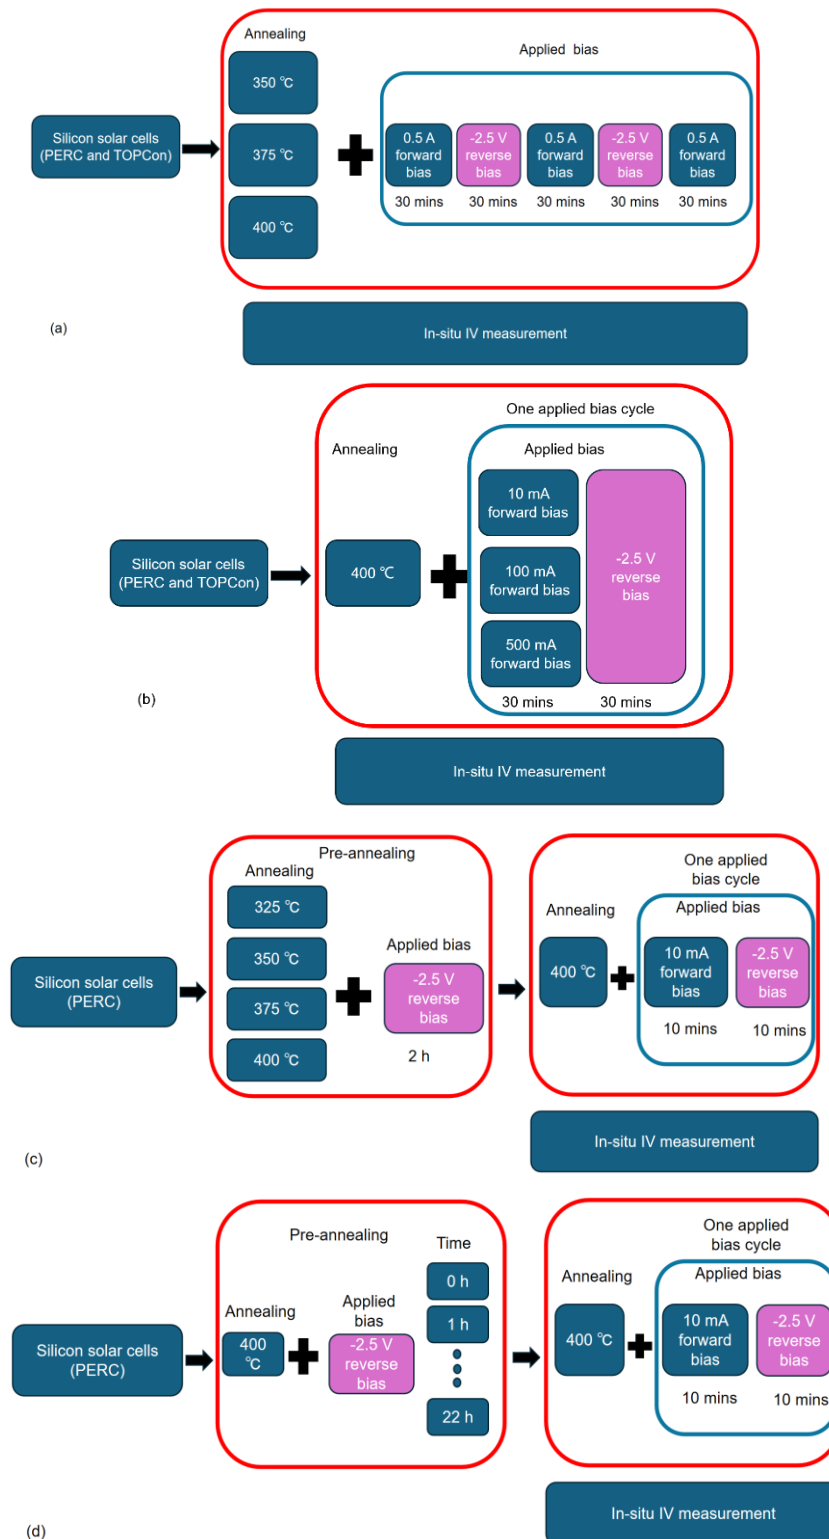 Annealing
Applied bias
350 ℃
Silicon solar cells
(PERC and TOPCon)
375 ℃
0.5 A
forward
bias
-2.5 V
reverse
bias
0.5 A
forward
bias
-2.5 V
reverse
bias
0.5 A
forward
bias
30 mins
30 mins
30 mins
30 mins
30 mins
400 ℃
(a)
In-situ IV measurement
One applied bias cycle
Annealing
Applied bias
10 mA
forward bias
Silicon solar cells
(PERC and TOPCon)
400 ℃
100 mA
forward bias
-2.5 V
reverse
bias
500 mA
forward bias
30 mins
30 mins
(b)
In-situ IV measurement
Pre-annealing
Annealing
325 ℃
350 ℃
375 ℃
400 ℃
Silicon solar cells
(PERC)
Applied bias
-2.5 V
reverse
bias
2 h
One applied
bias cycle
Annealing
Applied bias
400 ℃
10 mA
forward
bias
-2.5 V
reverse
bias
10 mins
10 mins
In-situ IV measurement
(c)
Pre-annealing
Time
0 h
1 h
22 h
Silicon solar cells
(PERC)
Annealing
400
℃
Applied
bias
-2.5 V
reverse
bias
One applied
bias cycle
Annealing
Applied bias
400 ℃
10 mA
forward
bias
-2.5 V
reverse
bias
10 mins
10 mins
In-situ IV measurement
(d)